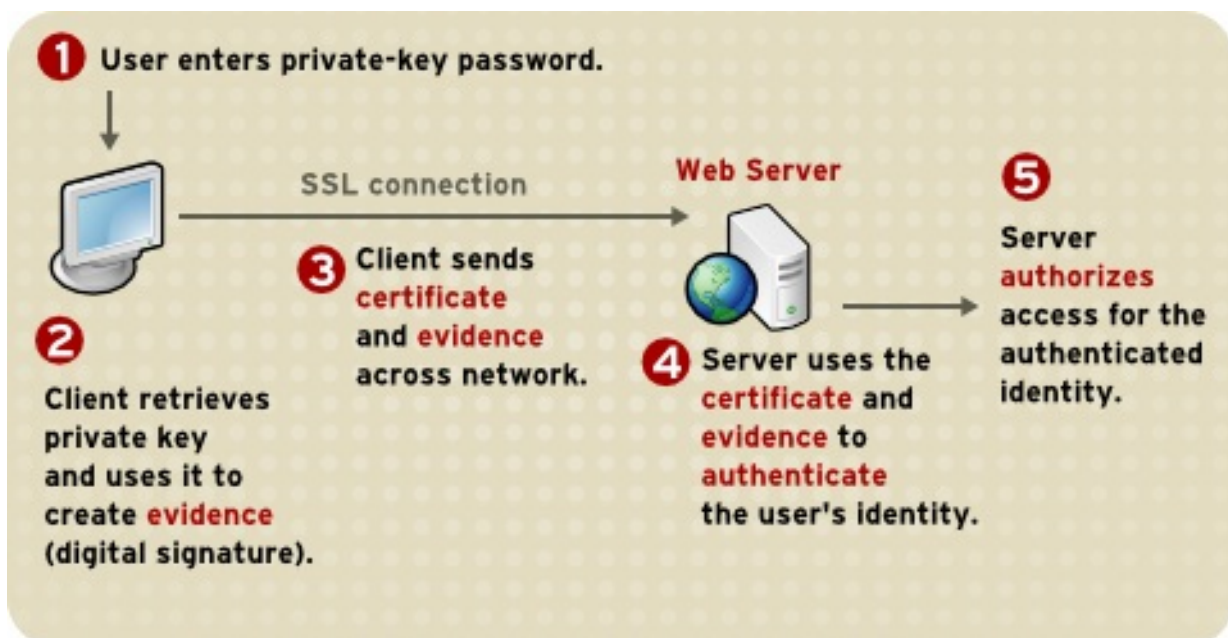 1 User enters private-key password.
SSL connection
Web Server
2
Client retrieves
private key
and uses it to
create evidence
(digital signature).
3 Client sends
certificate
and evidence
across network.
4 Server uses the
certificate and
evidence to
authenticate
the user's identity.
5
Server
authorizes
access for the
authenticated
identity.